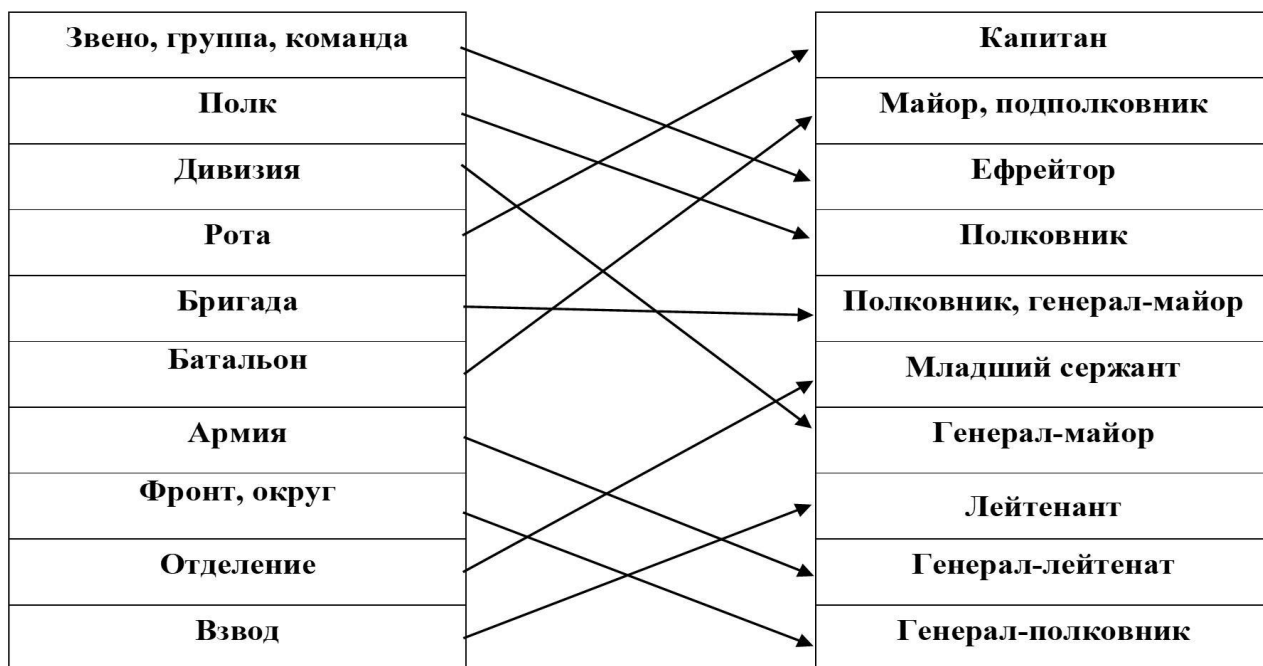 Звено, группа, команда
Капитан
Полк
Майор, подполковник
Дивизия
Ефрейтор
Рота
Полковник
Бригада
Полковник, генерал-майор
Батальон
Младший сержант
Армия
Генерал-майор
Фронт, округ
Лейтенант
Отделение
Генерал-лейтенат
Взвод
Генерал-полковник